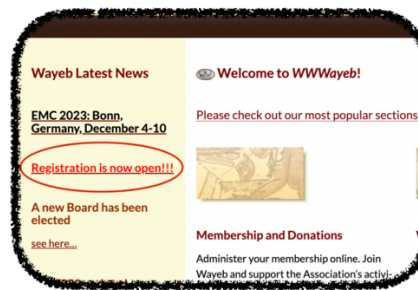 Wayeb Latest News
EMC 2023: Bonn,
Germany, December 4-10
Registration is now open!!!
A new Board has been
elected
see here...
Welcome to WWWayeb!
Please check out our most popular sections
Membership and Donations
Administer your membership online. Join
Wayeb and support the Association's activi-